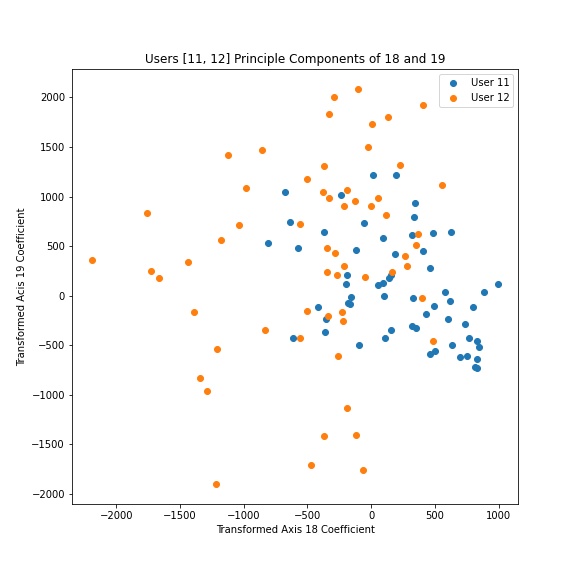 Users [11, 12] Principle Components of 18 and 19
User 11
User 12
Transformed Acis 19 Coefficient
2000
1500
1000
500
0
−500
−1000
−1500
−2000
−2000 −1500 −1000 −500 0 500 1000
Transformed Axis 18 Coefficient